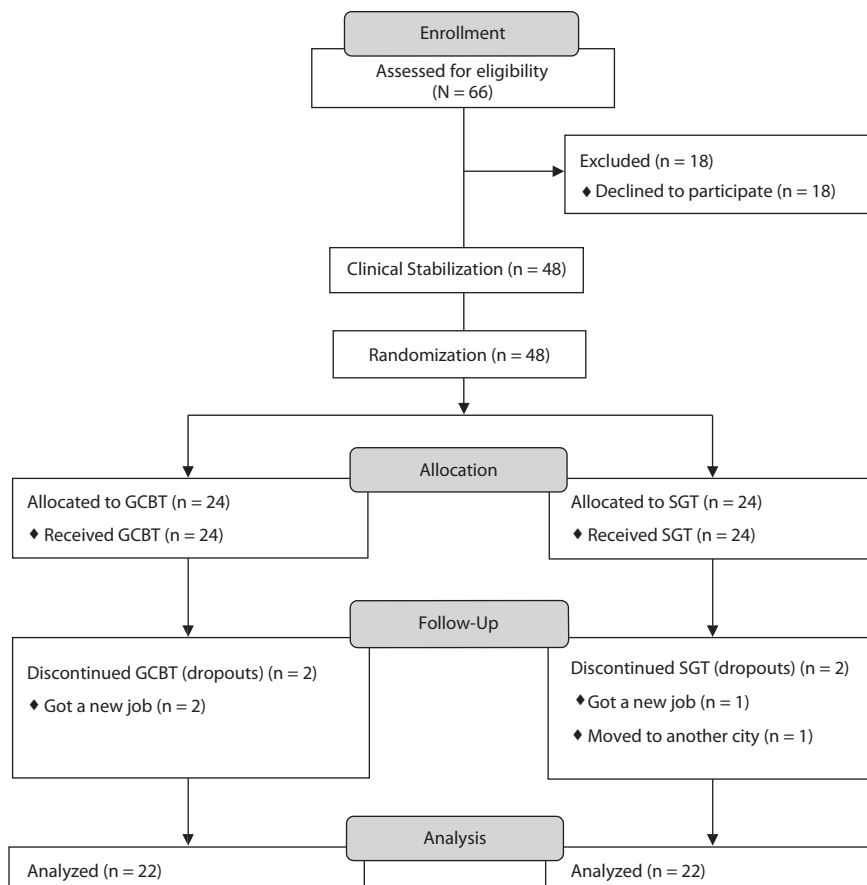 Enrollment
Assessed for eligibility
(N = 66)
Excluded (n = 18)
♦ Declined to participate (n = 18)
Clinical Stabilization (n = 48)
Randomization (n = 48)
Allocation
Allocated to GCBT (n = 24)
♦ Received GCBT (n = 24)
Allocated to SGT (n = 24)
♦ Received SGT (n = 24)
Follow-Up
Discontinued GCBT (dropouts) (n = 2)
♦ Got a new job (n = 2)
Discontinued SGT (dropouts) (n = 2)
♦ Got a new job (n = 1)
♦ Moved to another city (n = 1)
Analysis
Analyzed (n = 22)
Analyzed (n = 22)